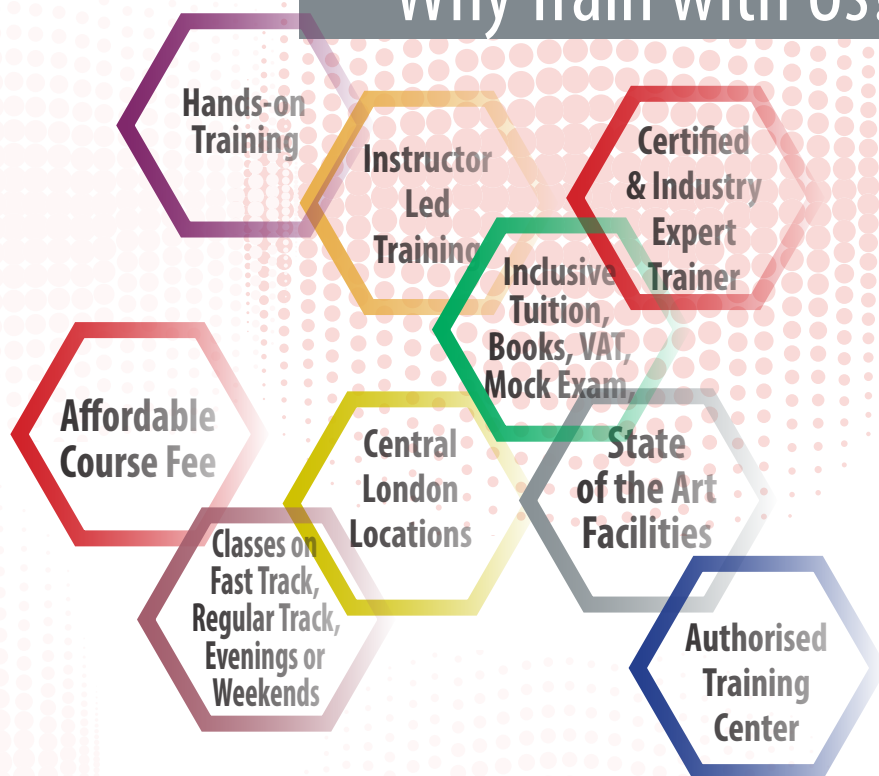 Why Train With Us?
Hands-on
Training
Instructor
Led
Training
Certified
& Industry
Expert
Trainer
Inclusive
Tuition,
Books, VAT,
Mock Exam,
Affordable
Course Fee
Central
London
Locations
State
of the Art
Facilities
Classes on
Fast Track,
Regular Track,
Evenings or
Weekends
Authorised
Training
Center